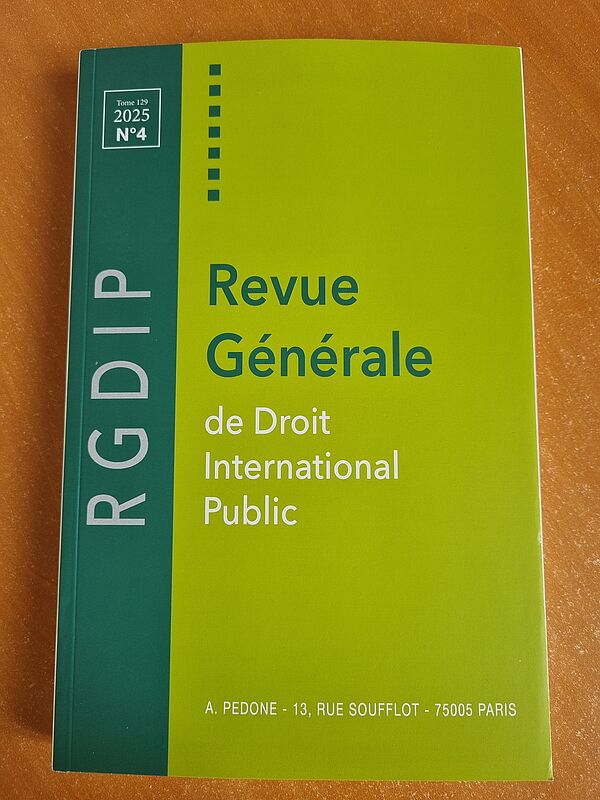 Tome 129
2025
N°4
RGDIP
Revue
Générale
de Droit
International
Public
A. PEDONE - 13, RUE SOUFFLOT - 75005 PARIS